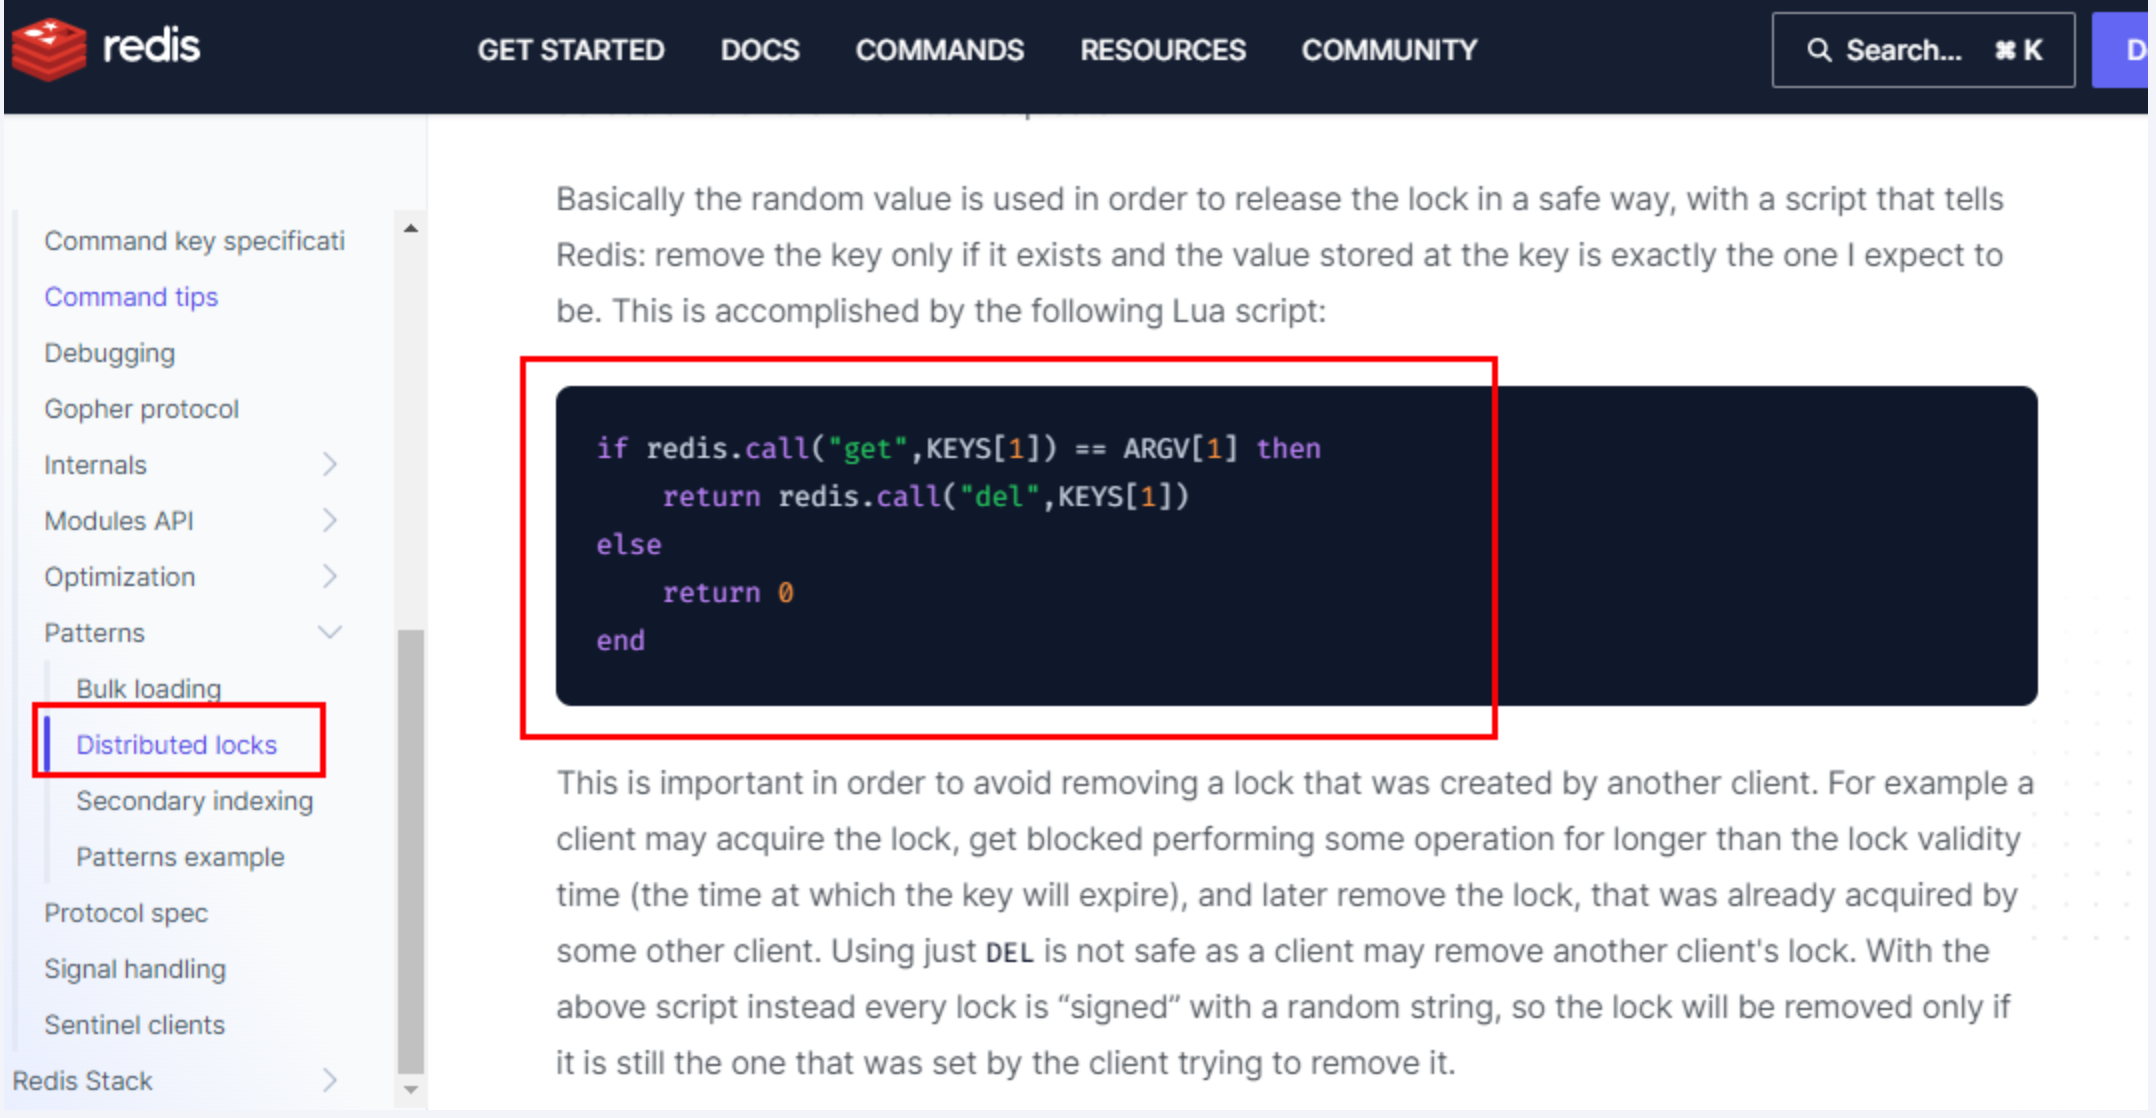 redis
GET STARTED DOCS COMMANDS RESOURCES COMMUNITY
Search... ⌘ K
D
Command key specificati
Command tips
Debugging
Gopher protocol
Internals
Modules API
Optimization
Patterns
Bulk loading
Distributed locks
Secondary indexing
Patterns example
Protocol spec
Signal handling
Sentinel clients
Redis Stack
Basically the random value is used in order to release the lock in a safe way, with a script that tells
Redis: remove the key only if it exists and the value stored at the key is exactly the one I expect to
be. This is accomplished by the following Lua script:
if redis.call("get",KEYS[1]) == ARGV[1] then
    return redis.call("del",KEYS[1])
else
    return 0
end
This is important in order to avoid removing a lock that was created by another client. For example a
client may acquire the lock, get blocked performing some operation for longer than the lock validity
time (the time at which the key will expire), and later remove the lock, that was already acquired by
some other client. Using just DEL is not safe as a client may remove another client's lock. With the
above script instead every lock is “signed” with a random string, so the lock will be removed only if
it is still the one that was set by the client trying to remove it.